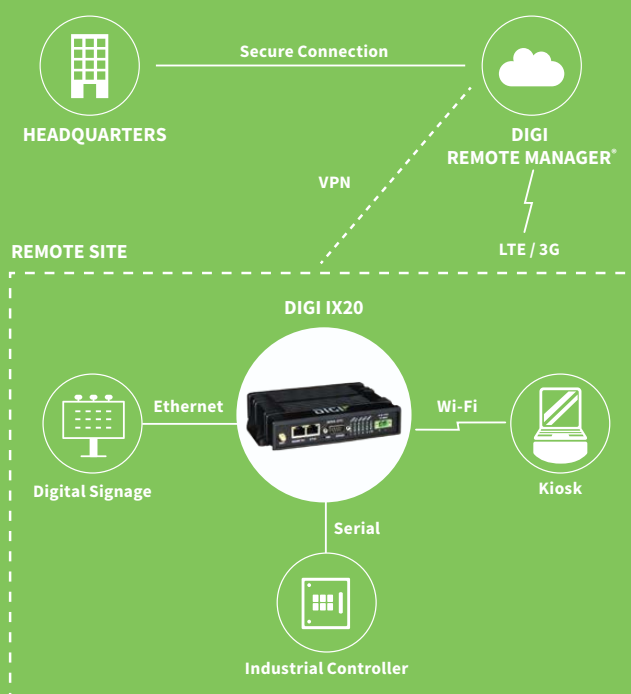 Secure Connection
HEADQUARTERS
DIGI
REMOTE MANAGER®
VPN
LTE / 3G
REMOTE SITE
DIGI IX20
Ethernet
DIGI
Wi-Fi
Digital Signage
Kiosk
Serial
Industrial Controller